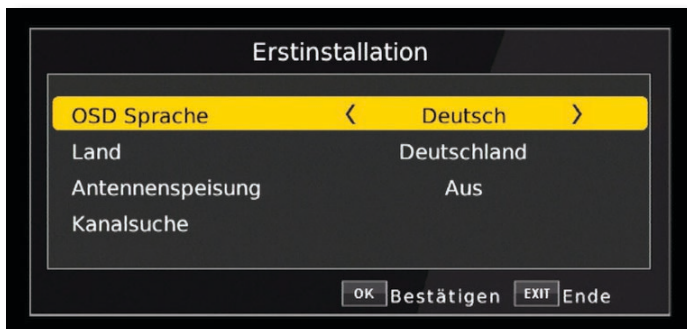 Erstinstallation
OSD Sprache < Deutsch >
Land Deutschland
Antennenspeisung Aus
Kanalsuche
OK Bestätigen EXIT Ende